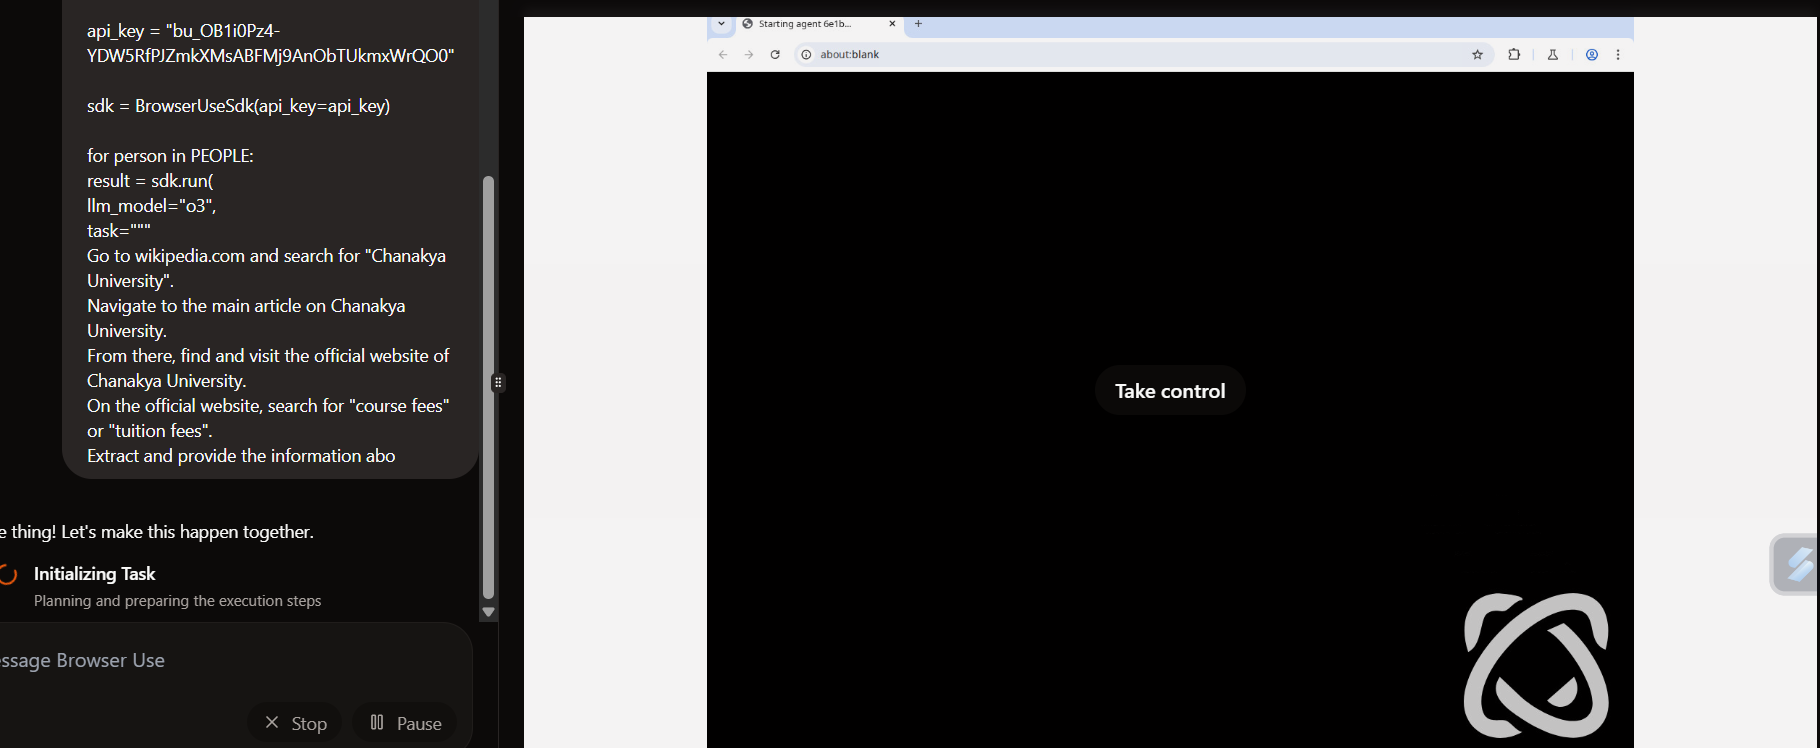 api_key = "bu_OB1i0Pz4-
YDW5RfPJZmkXMsABFMj9AnObTUkmxWrQO0"
sdk = BrowserUseSdk(api_key=api_key)
for person in PEOPLE:
result = sdk.run(
llm_model="o3",
task="""
Go to wikipedia.com and search for "Chanakya
University".
Navigate to the main article on Chanakya
University.
From there, find and visit the official website of
Chanakya University.
On the official website, search for "course fees"
or "tuition fees".
Extract and provide the information abo
e thing! Let's make this happen together.
Initializing Task
Planning and preparing the execution steps
ssage Browser Use
Stop
Pause
Starting agent 6e1b...
about:blank
Take control